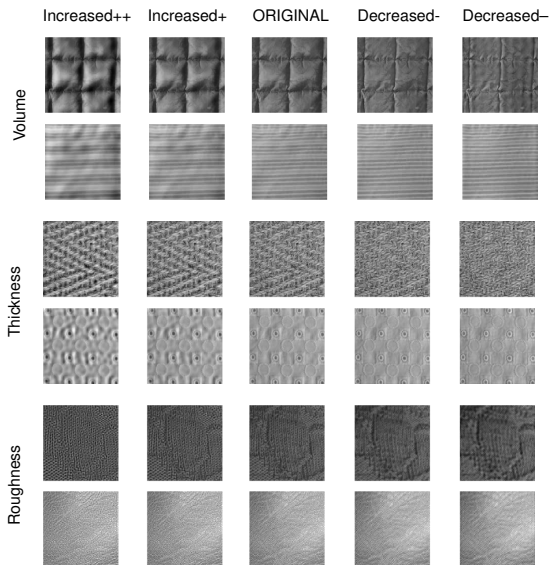 Increased++ Increased+ ORIGINAL Decreased- Decreased–
Volume
Thickness
Roughness